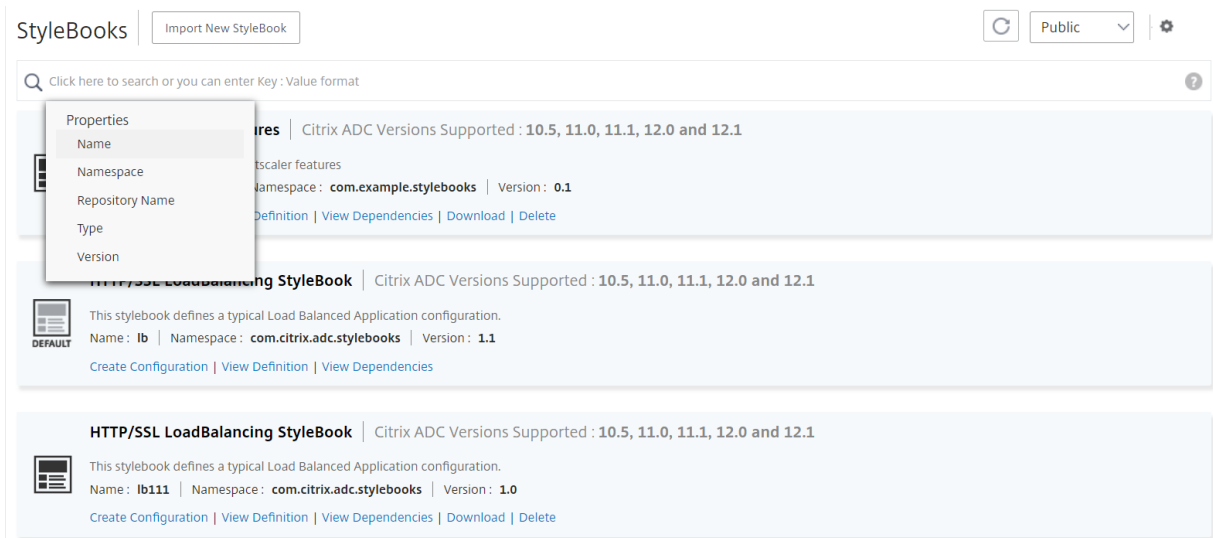 StyleBooks
Import New StyleBook
Public
Click here to search or you can enter Key : Value format
Properties
Name
Namespace
Repository Name
Type
Version
Citrix ADC Versions Supported : 10.5, 11.0, 11.1, 12.0 and 12.1
features
Namespace : com.example.stylebooks | Version : 0.1
Definition | View Dependencies | Download | Delete
HTTP/SSL LoadBalancing StyleBook | Citrix ADC Versions Supported : 10.5, 11.0, 11.1, 12.0 and 12.1
This stylebook defines a typical Load Balanced Application configuration.
DEFAULT
Name : lb | Namespace : com.citrix.adc.stylebooks | Version : 1.1
Create Configuration | View Definition | View Dependencies
HTTP/SSL LoadBalancing StyleBook | Citrix ADC Versions Supported : 10.5, 11.0, 11.1, 12.0 and 12.1
This stylebook defines a typical Load Balanced Application configuration.
Name : lb111 | Namespace : com.citrix.adc.stylebooks | Version : 1.0
Create Configuration | View Definition | View Dependencies | Download | Delete